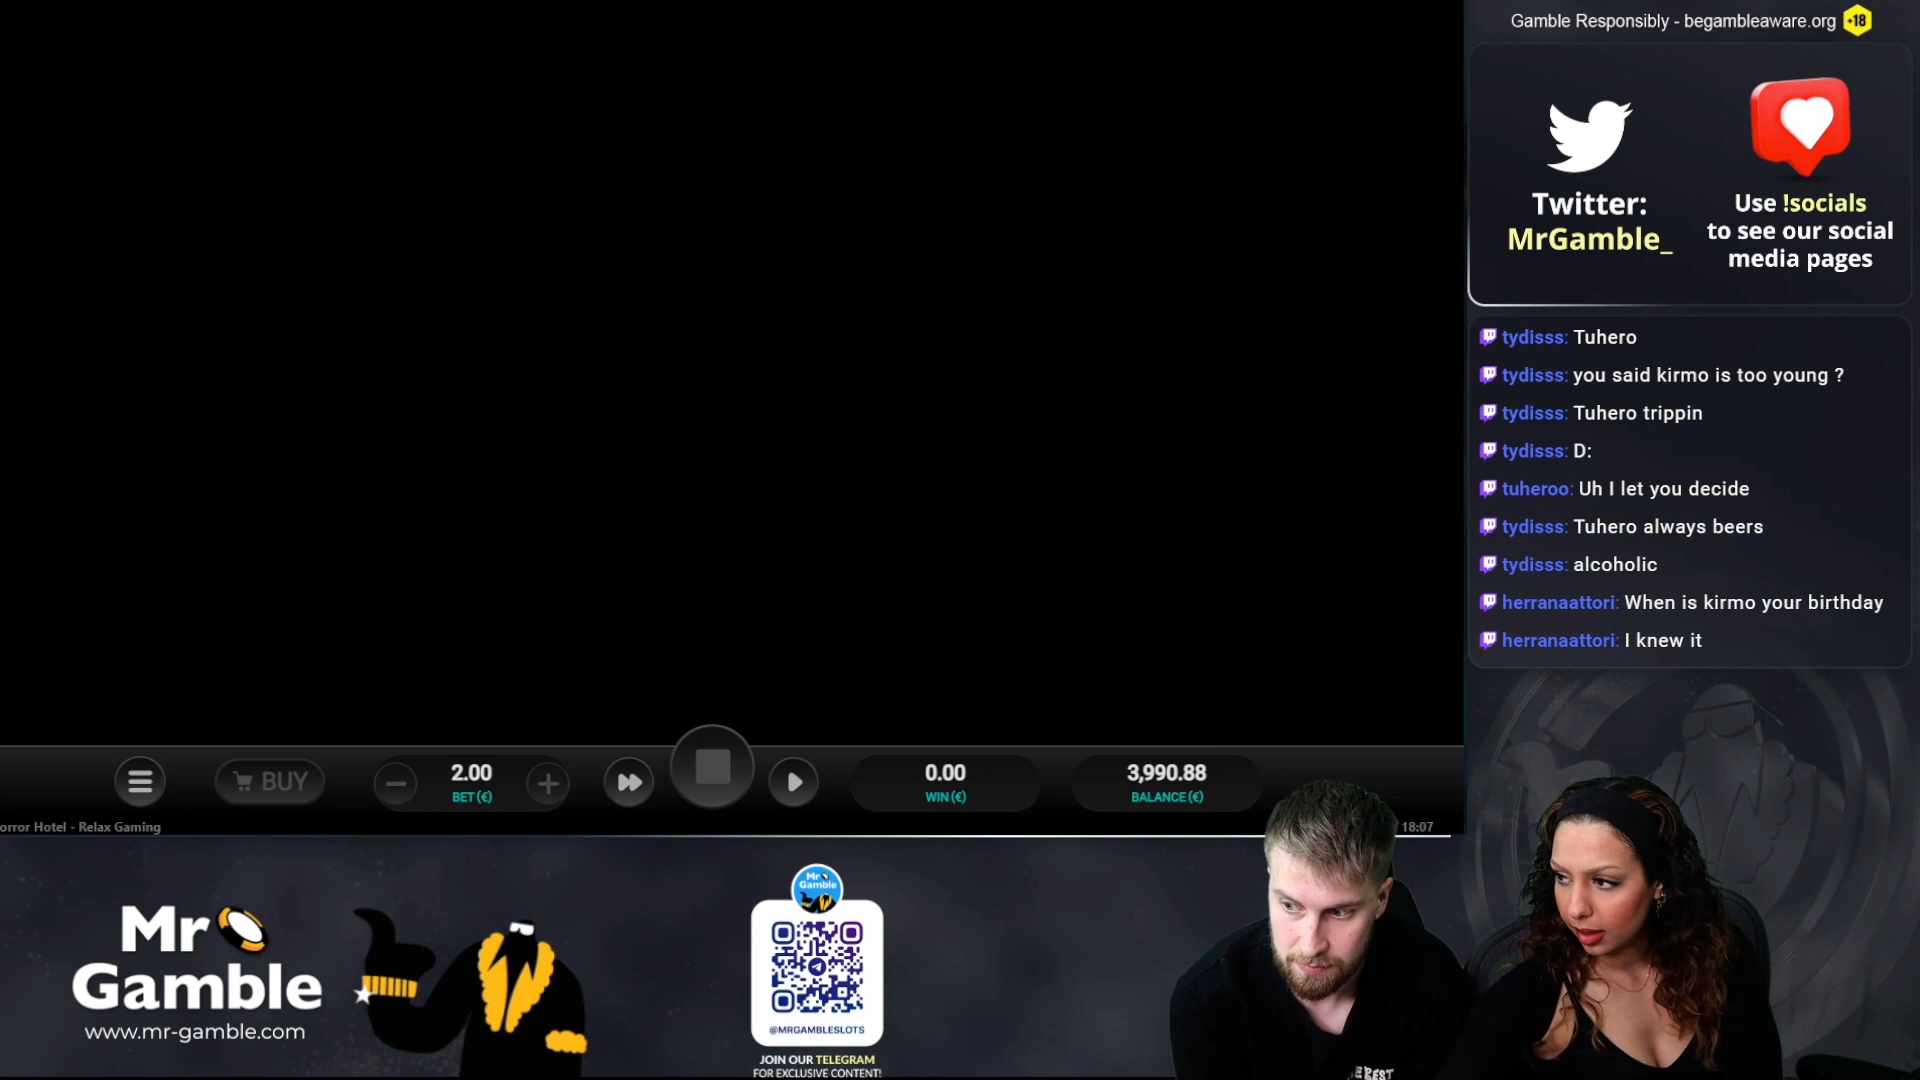 Gamble Responsibly - begambleaware.org +18
Twitter:
MrGamble_
Use !socials
to see our social
media pages
tydisss: Tuhero
tydisss: you said kirmo is too young ?
tydisss: Tuhero trippin
tydisss: D:
tuheroo: Uh I let you decide
tydisss: Tuhero always beers
tydisss: alcoholic
herranaattori: When is kirmo your birthday
herranaattori: I knew it
BUY
2.00
BET (€)
0.00
WIN (€)
3,990.88
BALANCE (€)
orror Hotel - Relax Gaming
18:07
Mr
Gamble
www.mr-gamble.com
Mr
Gamble
@MRGAMBLESLOTS
JOIN OUR TELEGRAM
FOR EXCLUSIVE CONTENT!
BEST